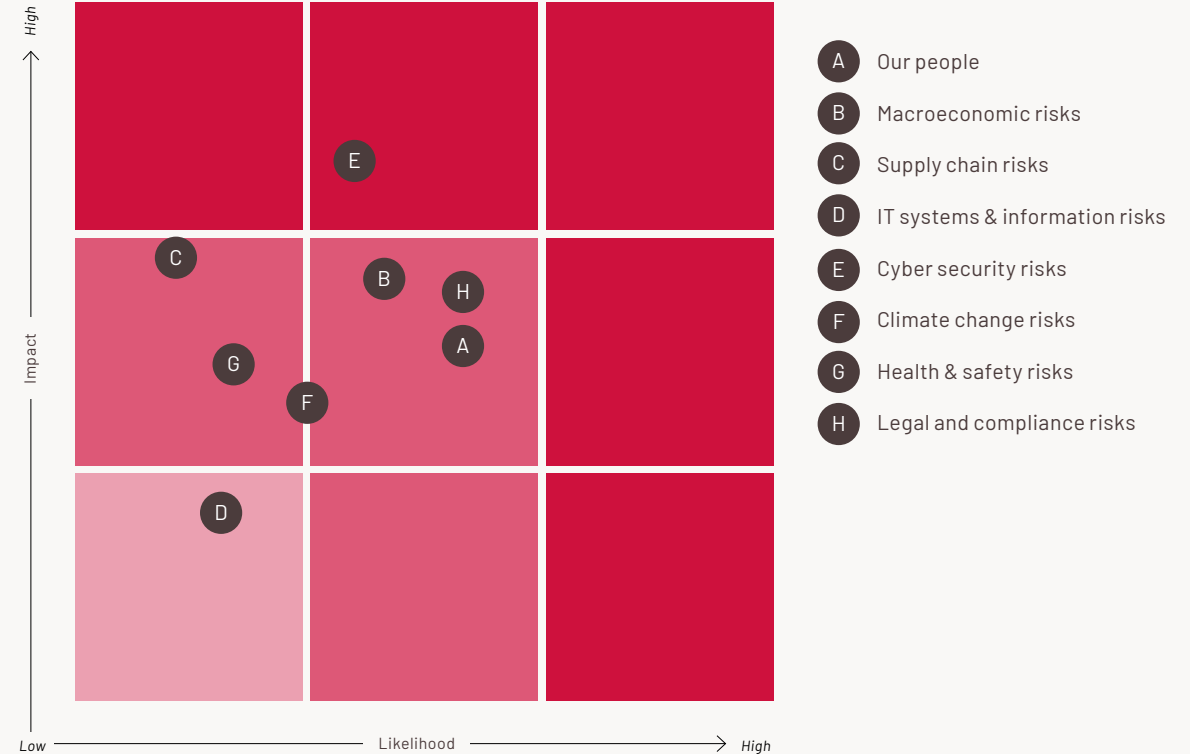 High
Impact
E
C
B
H
A
G
F
D
Low
Likelihood
High
A Our people
B Macroeconomic risks
C Supply chain risks
D IT systems & information risks
E Cyber security risks
F Climate change risks
G Health & safety risks
H Legal and compliance risks